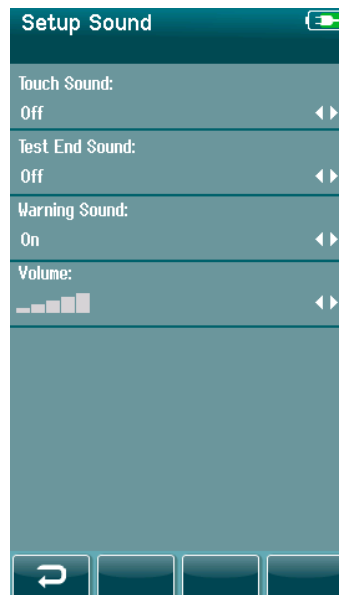 Setup Sound
Touch Sound:
Off
Test End Sound:
Off
Warning Sound:
On
Volume: